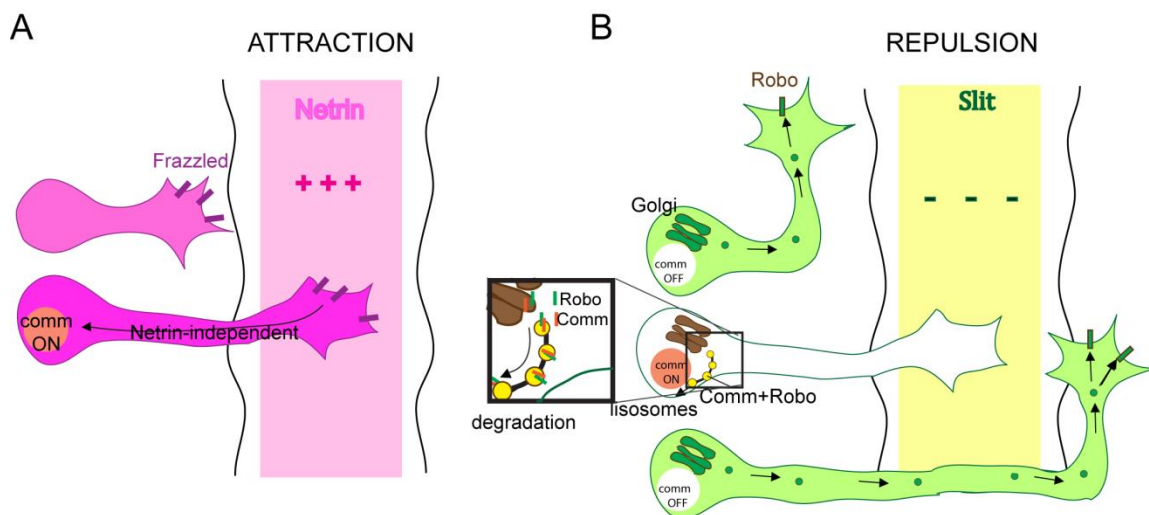 A
ATTRACTION
Netrin
Frazzled
+ + +
comm
ON
Netrin-independent
B
REPULSION
Robo
Slit
- - -
Golgi
comm
OFF
Robo
Comm
comm
ON
Comm+Robo
degradation
lisosomes
comm
OFF